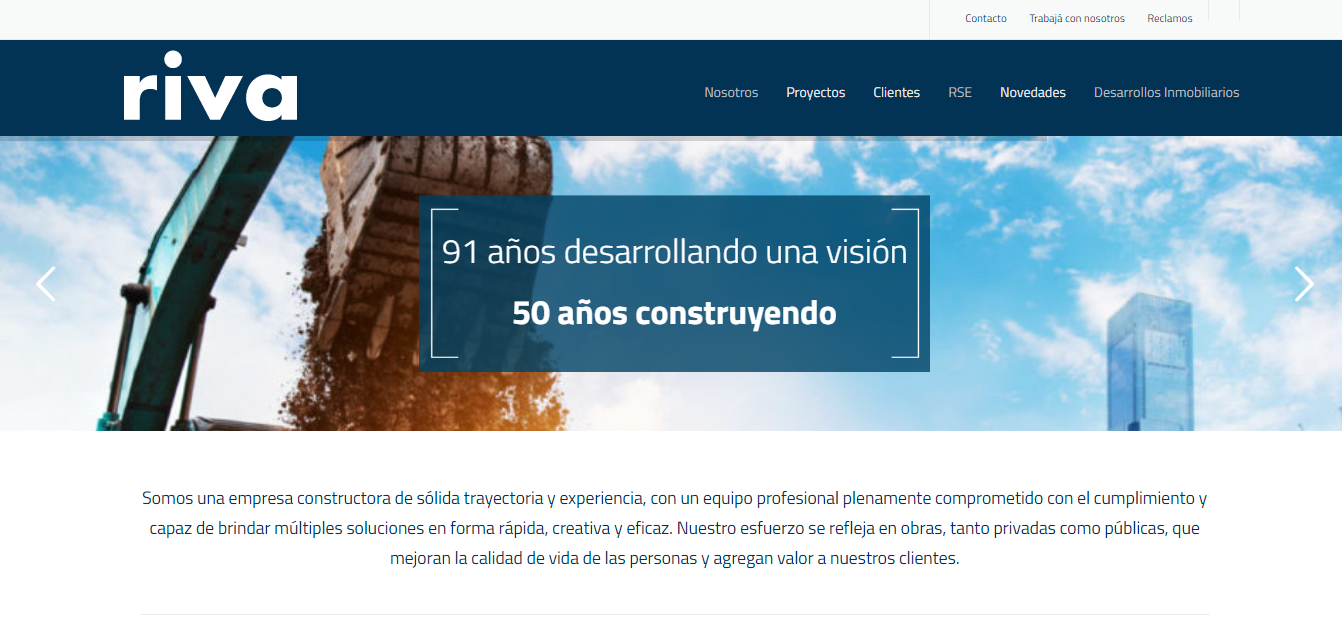 Contacto Trabajá con nosotros Reclamos
riva
Nosotros Proyectos Clientes RSE Novedades Desarrollos Inmobiliarios
91 años desarrollando una visión
50 años construyendo
Somos una empresa constructora de sólida trayectoria y experiencia, con un equipo profesional plenamente comprometido con el cumplimiento y
capaz de brindar múltiples soluciones en forma rápida, creativa y eficaz. Nuestro esfuerzo se refleja en obras, tanto privadas como públicas, que
mejoran la calidad de vida de las personas y agregan valor a nuestros clientes.